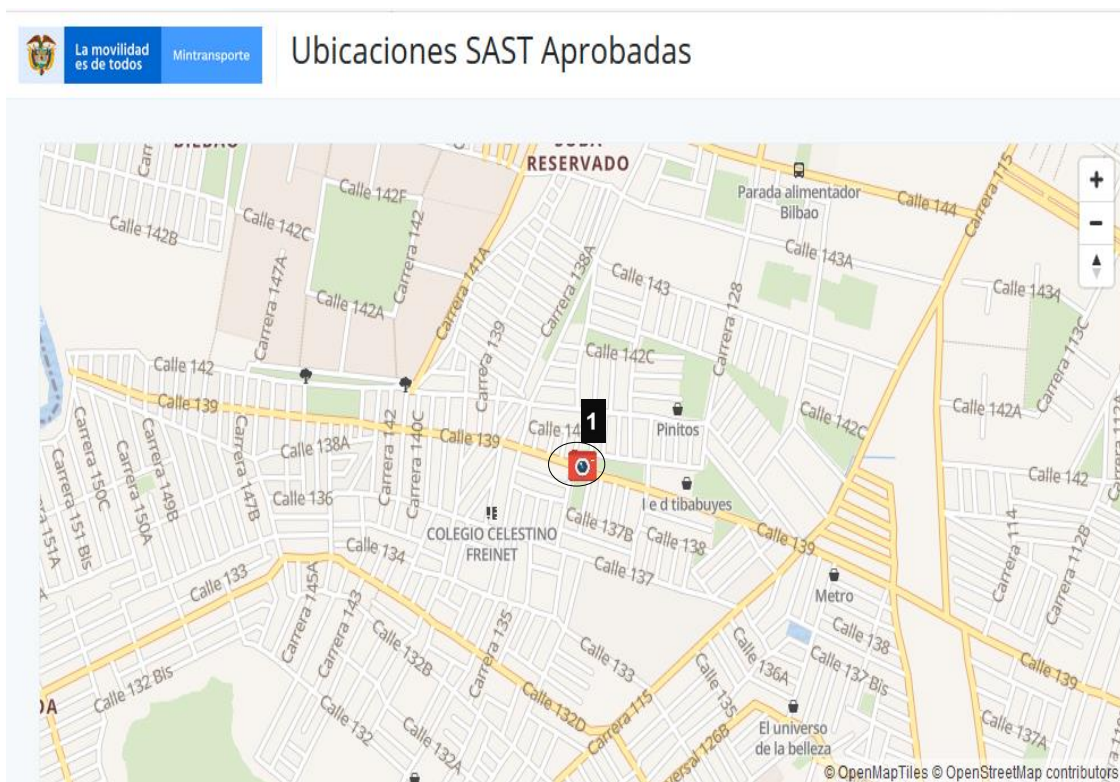 La movilidad
es de todos
Mintransporte
Ubicaciones SAST Aprobadas
BILBAO
SUBA
RESERVADO
Parada alimentador
Bilbao
Calle 144
Carrera 115
Calle 142F
Calle 142B
Calle 142C
Carrera 142
Carrera 147A
Calle 142A
Carrera 141A
Carrera 138A
Carrera 139
Calle 143
Calle 143A
Carrera 128
Calle 142C
Carrera 113C
Calle 142
Calle 139
Calle 142A
Calle 142C
Pinitos
1
Calle 138A
Carrera 142
Carrera 140C
Calle 139
Carrera 150C
Carrera 149B
Carrera 147B
Calle 136
I e d tibabuyes
Calle 142
Carrera 151 Bis
Carrera 150A
151A
COLEGIO CELESTINO
FREINET
Calle 137B
Calle 138
Calle 139
Carrera 114
Carrera 112B
Calle 134
Calle 137
Calle 133
Metro
Carrera 145A
Carrera 143
Calle 132B
Carrera 135
Calle 133
Calle 138
Calle 136A
Calle 137 Bis
Calle 139
Calle 132 Bis
Calle 132
Calle 132A
Calle 132D
Carrera 115
Calle 135
El universo
de la belleza
Calle 137A
© OpenMapTiles © OpenStreetMap contributors